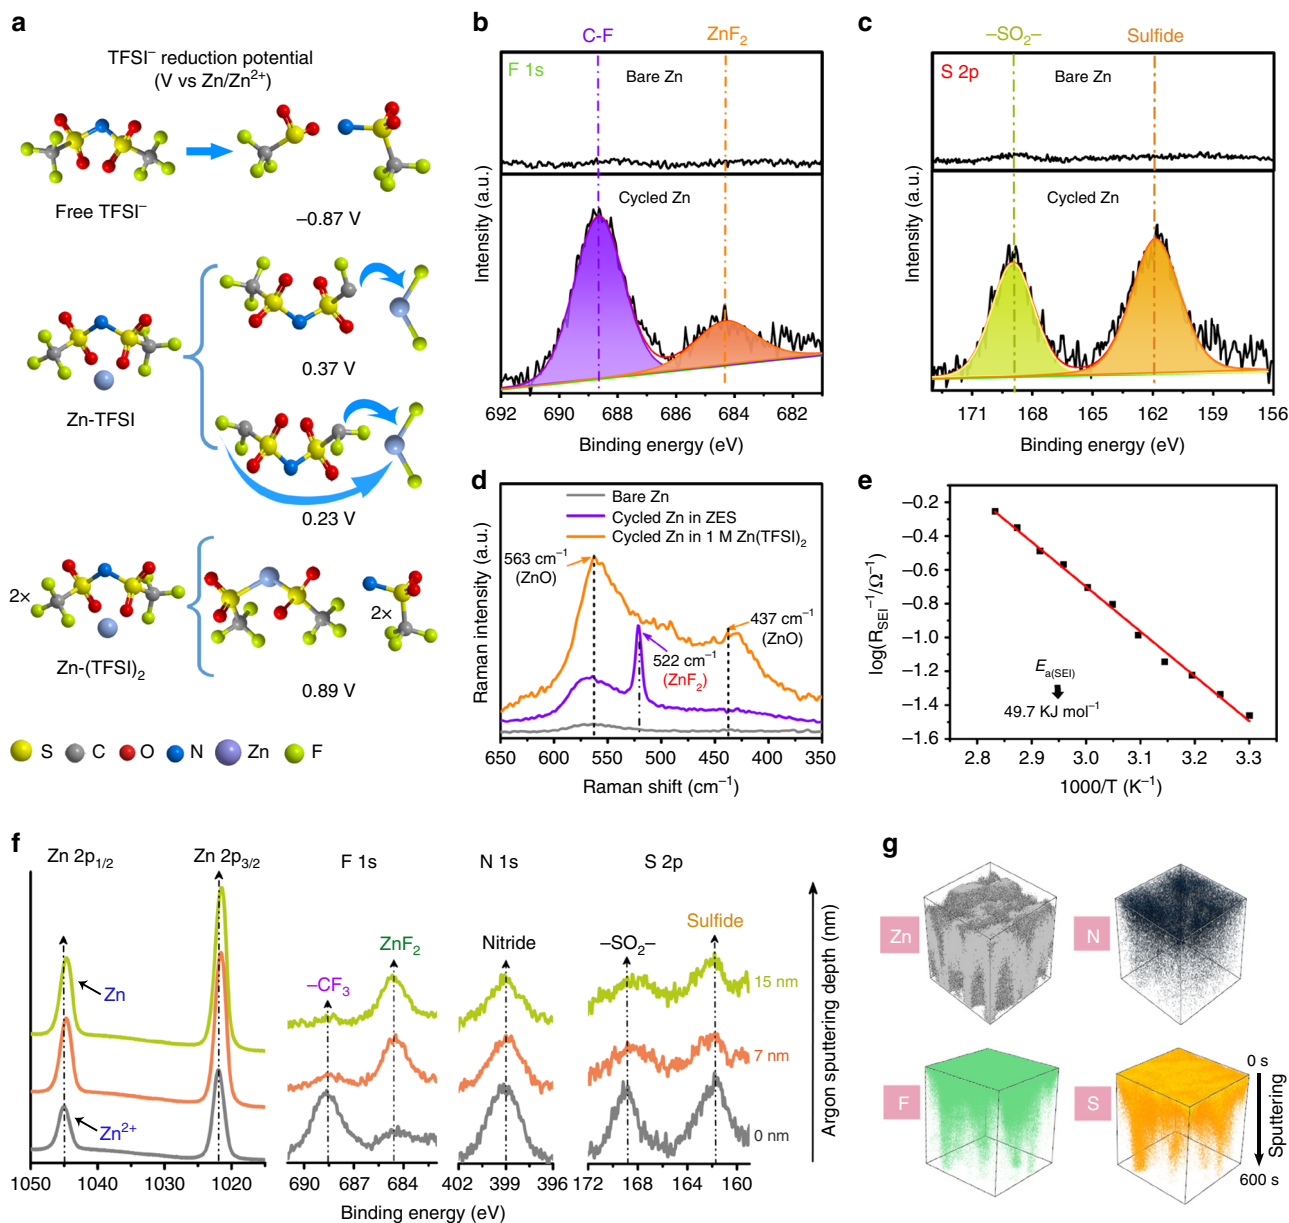 a
TFSI⁻ reduction potential
(V vs Zn/Zn²⁺)
Free TFSI⁻
–0.87 V
Zn-TFSI
0.37 V
0.23 V
2×
2×
Zn-(TFSI)₂
0.89 V
S C O N Zn F
b
C-F ZnF₂
F 1s
Bare Zn
Cycled Zn
Intensity (a.u.)
692 690 688 686 684 682
Binding energy (eV)
c
–SO₂– Sulfide
S 2p
Bare Zn
Cycled Zn
Intensity (a.u.)
171 168 165 162 159 156
Binding energy (eV)
d
Bare Zn
Cycled Zn in ZES
Cycled Zn in 1 M Zn(TFSI)₂
563 cm⁻¹
(ZnO)
522 cm⁻¹
(ZnF₂)
437 cm⁻¹
(ZnO)
Raman intensity (a.u.)
650 600 550 500 450 400 350
Raman shift (cm⁻¹)
e
–0.2
–0.4
–0.6
–0.8
–1.0
–1.2
–1.4
–1.6
log(R_SEI⁻¹/Ω⁻¹)
E_a(SEI)
49.7 KJ mol⁻¹
2.8 2.9 3.0 3.1 3.2 3.3
1000/T (K⁻¹)
f
Zn 2p₁/₂ Zn 2p₃/₂ F 1s N 1s S 2p
Zn
Zn²⁺
–CF₃
ZnF₂
Nitride
–SO₂–
Sulfide
15 nm
7 nm
0 nm
Argon sputtering depth (nm)
1050 1040 1030 1020 690 684 402 399 396 172 168 164 160
Binding energy (eV)
g
Zn
N
F
S
0 s
Sputtering
600 s